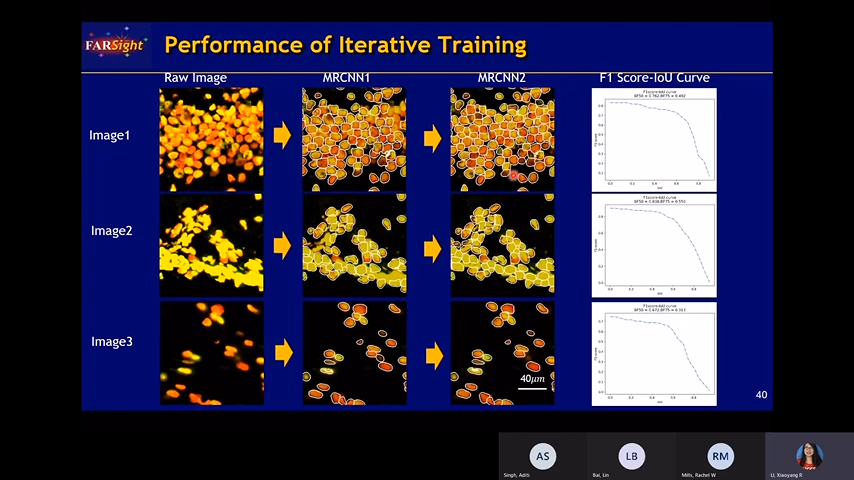 FARSight
Performance of Iterative Training
Raw Image
MRCNN1
MRCNN2
F1 Score-IoU Curve
Image1
Image2
Image3
40μm
40
AS
LB
RM
Singh, Aditi
Bai, Lin
Mills, Rachel W
LI, Xiaoyang R